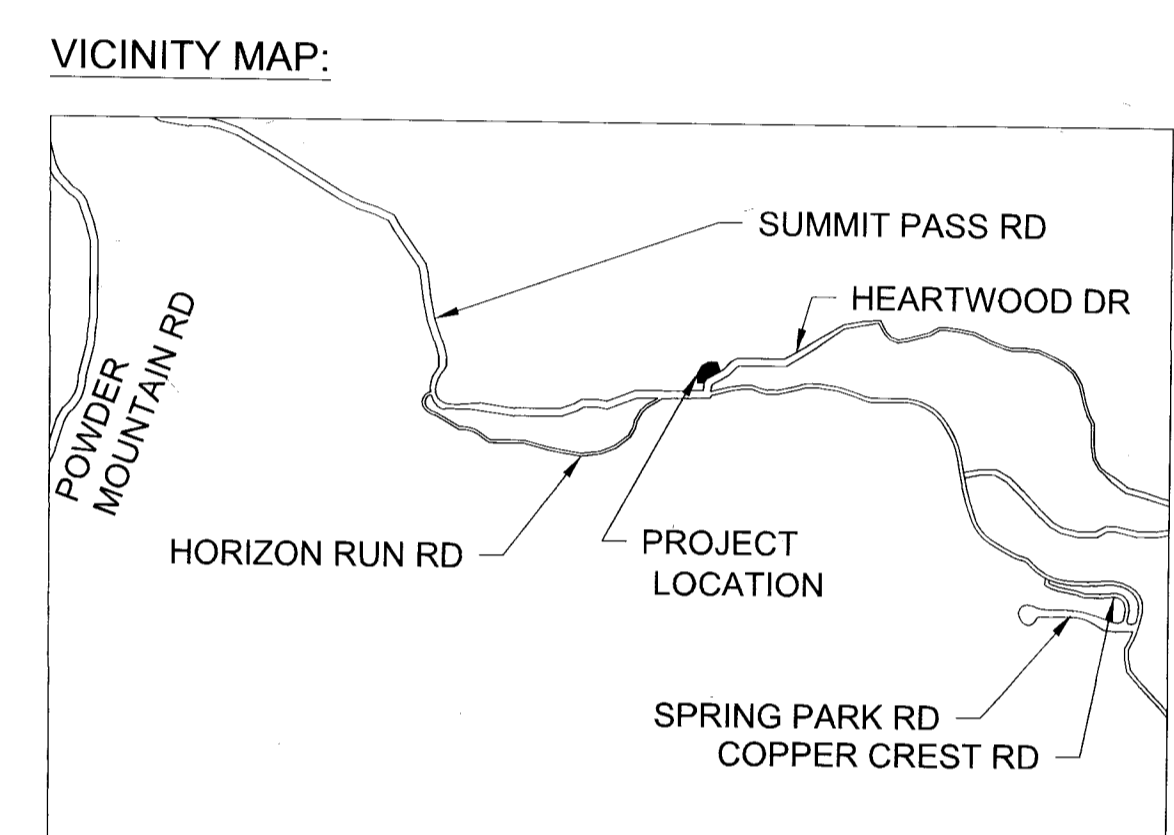 VICINITY MAP:
SUMMIT PASS RD
HEARTWOOD DR
POWDER
MOUNTAIN RD
HORIZON RUN RD
PROJECT
LOCATION
SPRING PARK RD
COPPER CREST RD